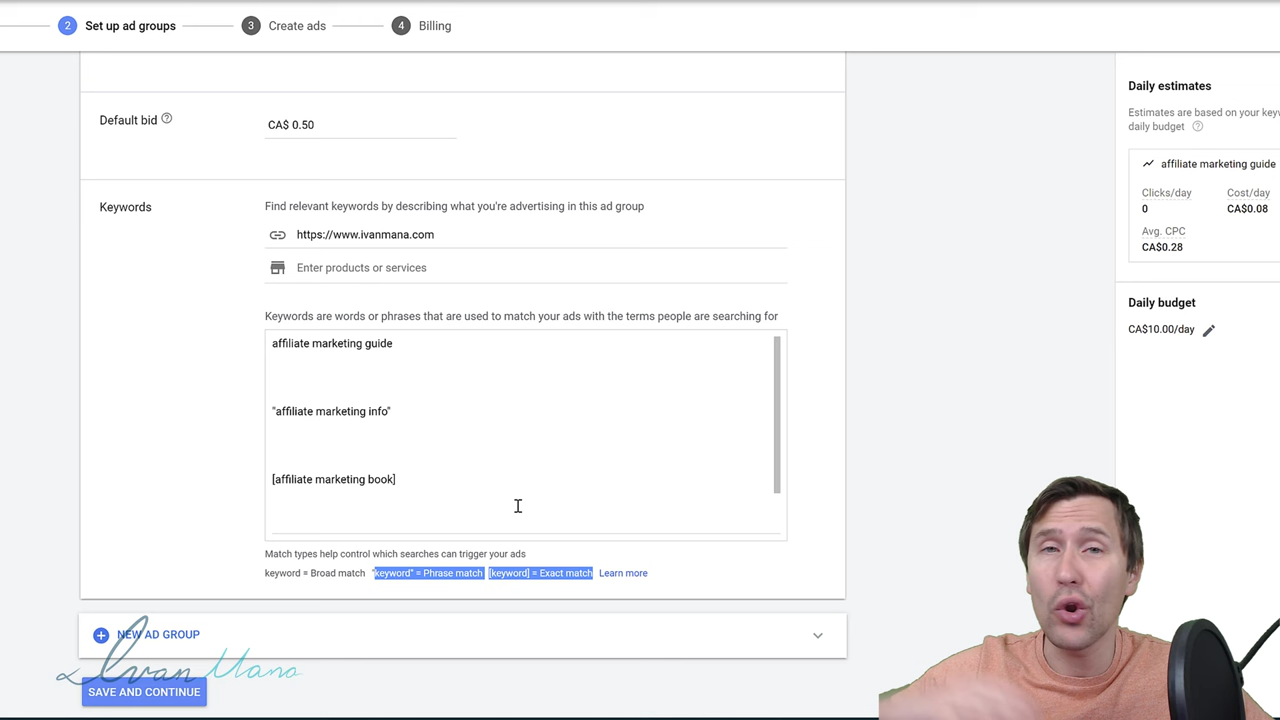 2 Set up ad groups 3 Create ads 4 Billing
Default bid
CA$ 0.50
Keywords
Find relevant keywords by describing what you're advertising in this ad group
https://www.ivanmana.com
Enter products or services
Keywords are words or phrases that are used to match your ads with the terms people are searching for
affiliate marketing guide
"affiliate marketing info"
[affiliate marketing book]
Match types help control which searches can trigger your ads
keyword = Broad match "keyword" = Phrase match [keyword] = Exact match Learn more
NEW AD GROUP
Ivan Mana
SAVE AND CONTINUE
Daily estimates
Estimates are based on your
daily budget
affiliate marketing guide
Clicks/day Cost/day
0 CA$0.08
Avg. CPC
CA$0.28
Daily budget
CA$10.00/day